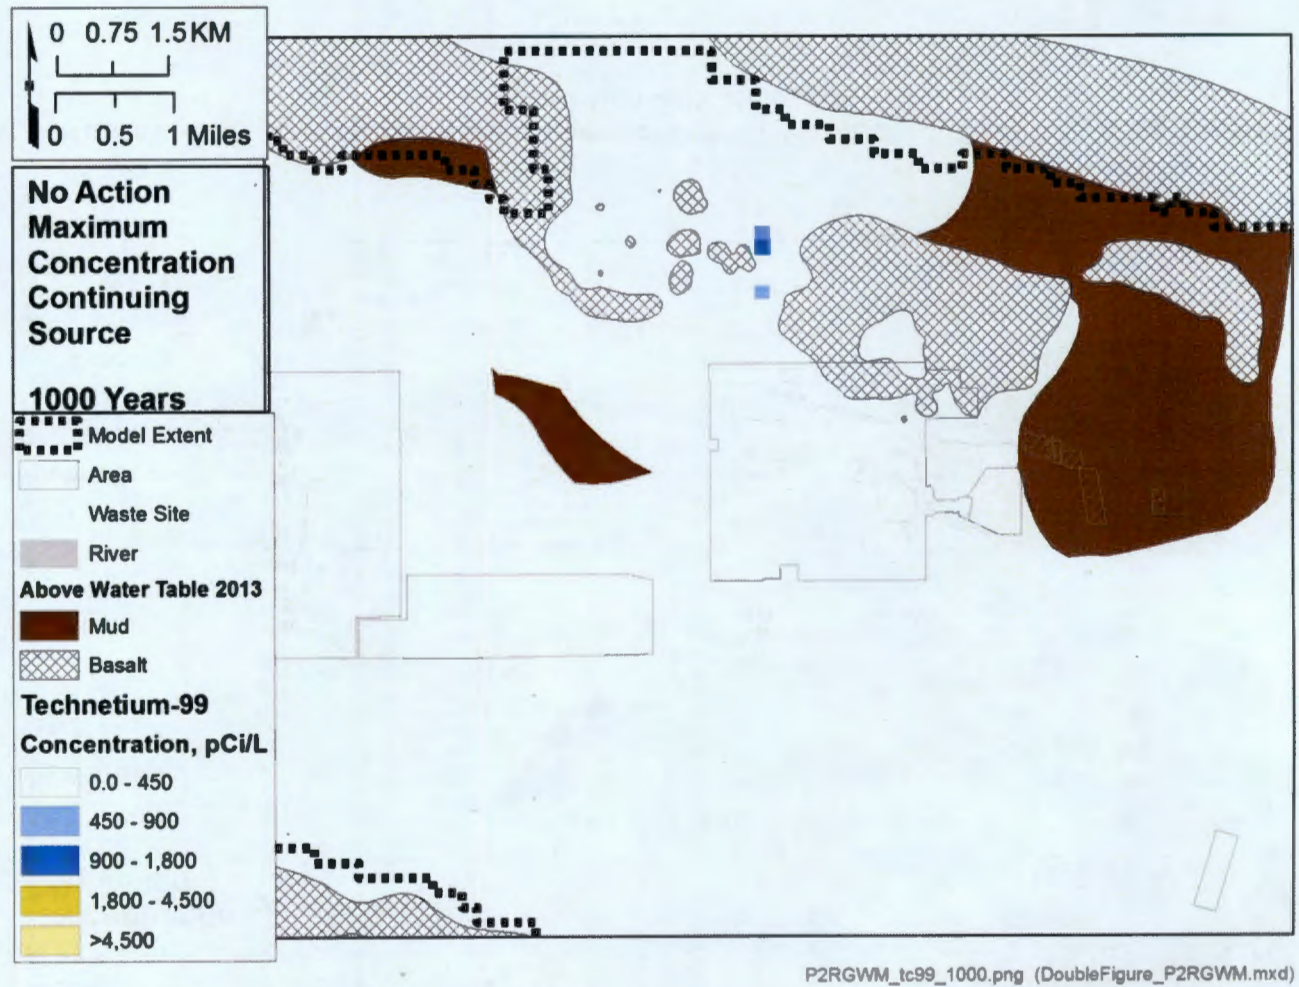 0 0.75 1.5 KM
0 0.5 1 Miles
No Action
Maximum
Concentration
Continuing
Source
1000 Years
Model Extent
Area
Waste Site
River
Above Water Table 2013
Mud
Basalt
Technetium-99
Concentration, pCi/L
0.0 - 450
450 - 900
900 - 1,800
1,800 - 4,500
>4,500
P2RGWM_tc99_1000.png (DoubleFigure_P2RGWM.mxd)